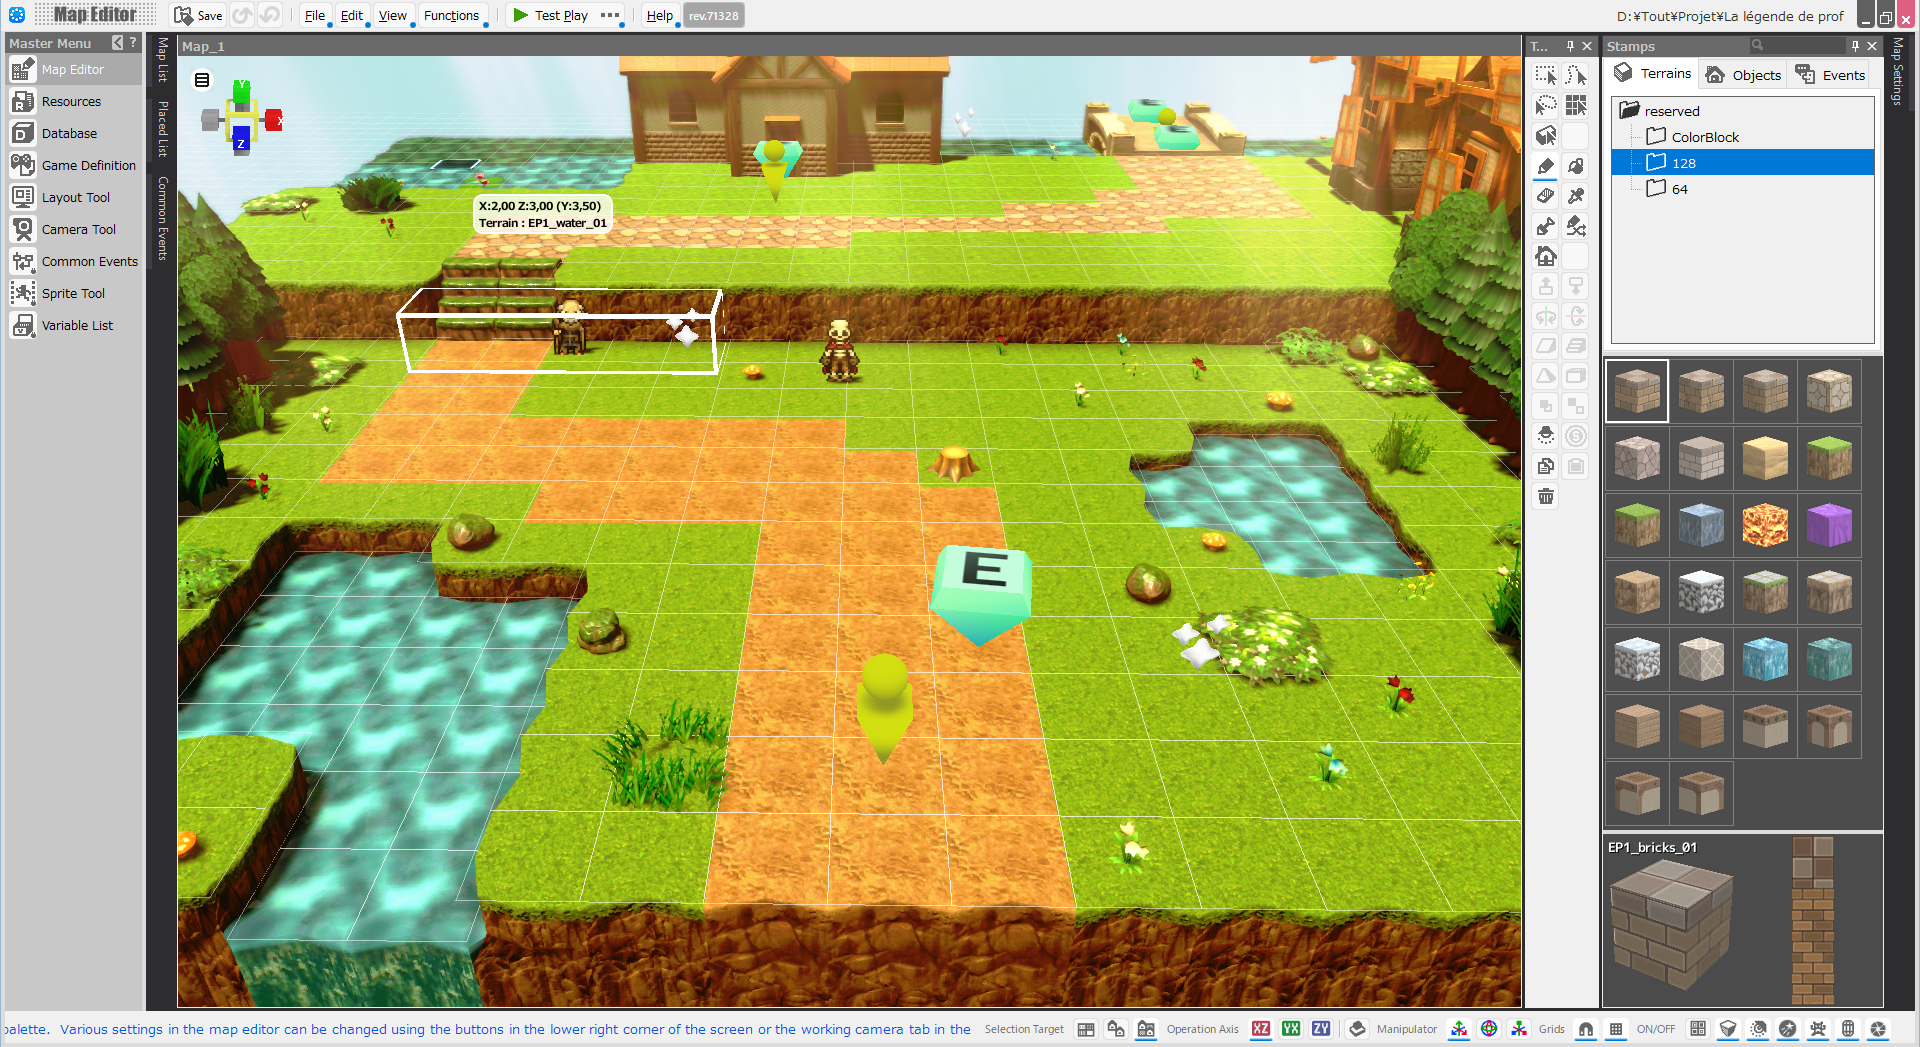 Map Editor
Save
File
Edit
View
Functions
Test Play
Help
rev.71328
D:¥Tout¥Projet¥La légende de prof
Master Menu
?
Map Editor
Resources
Database
Game Definition
Layout Tool
Camera Tool
Common Events
Sprite Tool
Variable List
Map List
Placed List
Common Events
Map_1
Y
X
Z
X:2,00 Z:3,00 (Y:3,50)
Terrain : EP1_water_01
E
T...
Stamps
Terrains
Objects
Events
reserved
ColorBlock
128
64
Map Settings
EP1_bricks_01
palette. Various settings in the map editor can be changed using the buttons in the lower right corner of the screen or the working camera tab in the
Selection Target
Operation Axis
XZ
YX
ZY
Manipulator
Grids
ON/OFF